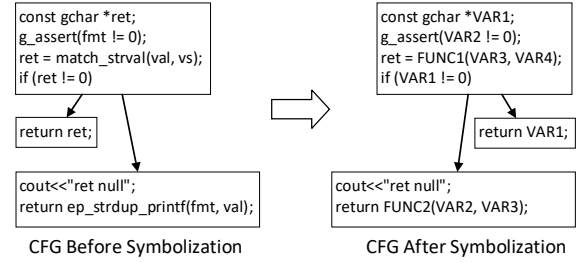 const gchar *ret;
g_assert(fmt != 0);
ret = match_strval(val, vs);
if (ret != 0)
return ret;
cout<<"ret null";
return ep_strdup_printf(fmt, val);
CFG Before Symbolization
const gchar *VAR1;
g_assert(VAR2 != 0);
ret = FUNC1(VAR3, VAR4);
if (VAR1 != 0)
return VAR1;
cout<<"ret null";
return FUNC2(VAR2, VAR3);
CFG After Symbolization